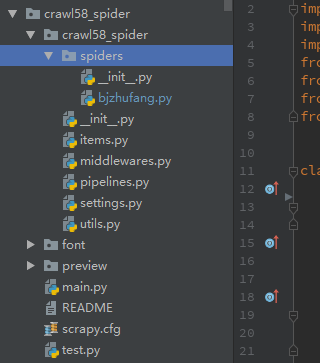 crawl58_spider
crawl58_spider
spiders
__init__.py
bjzhufang.py
__init__.py
items.py
middlewares.py
pipelines.py
settings.py
utils.py
font
preview
main.py
README
scrapy.cfg
test.py
2
3
4
5
6
7
8
9
10
11
12
13
14
15
16
17
18
19
20
21
imp
imp
imp
fro
fro
fro
fro
cla